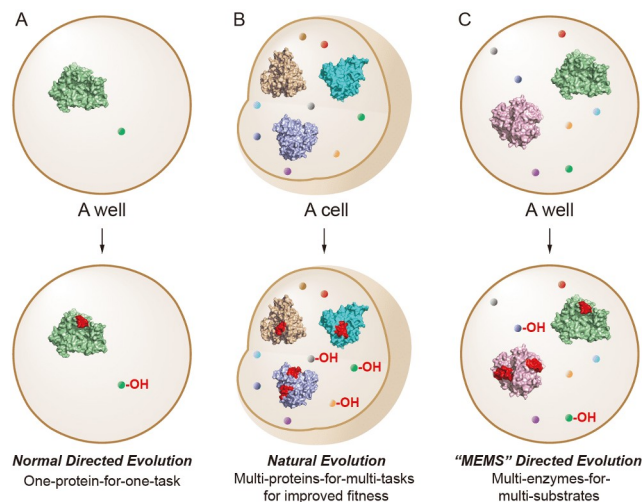 A
B
C
A well
A cell
A well
-OH
-OH
-OH
-OH
-OH
-OH
Normal Directed Evolution
One-protein-for-one-task
Natural Evolution
Multi-proteins-for-multi-tasks
for improved fitness
“MEMS” Directed Evolution
Multi-enzymes-for-
multi-substrates